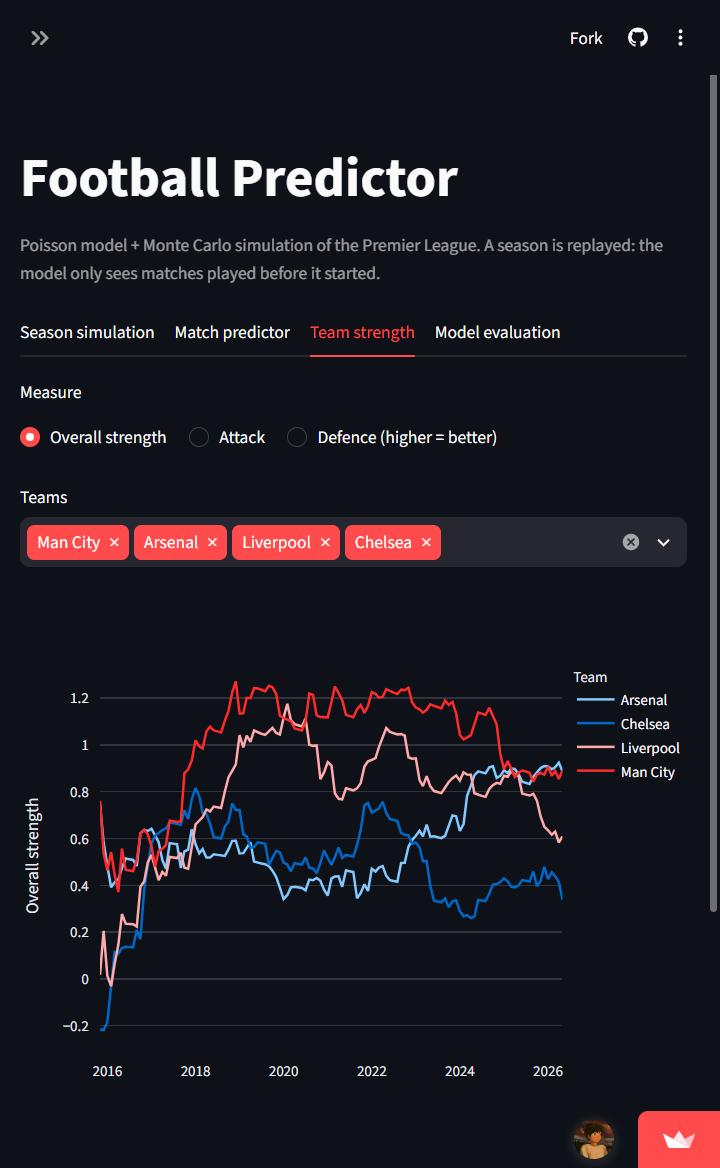 Fork
Football Predictor
Poisson model + Monte Carlo simulation of the Premier League. A season is replayed: the
model only sees matches played before it started.
Season simulation Match predictor Team strength Model evaluation
Measure
Overall strength Attack Defence (higher = better)
Teams
Man City × Arsenal × Liverpool × Chelsea ×
Team
Arsenal
Chelsea
Liverpool
Man City
Overall strength
1.2
1
0.8
0.6
0.4
0.2
0
−0.2
2016 2018 2020 2022 2024 2026